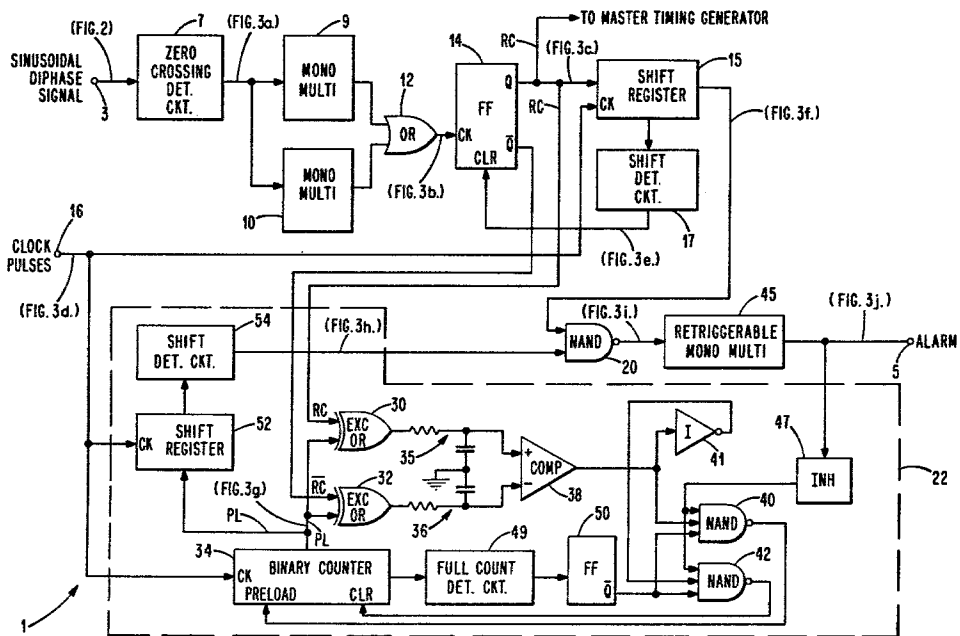 (FIG.2)
7
(FIG.3a.)
9
TO MASTER TIMING GENERATOR
RC
(FIG.3c.)
15
SINUSOIDAL
DIPHASE
SIGNAL
3
ZERO
CROSSING
DET.
CKT.
MONO
MULTI
12
OR
14
FF
Q
CK
Q̅
CLR
RC
CK
SHIFT
REGISTER
(FIG.3f.)
MONO
MULTI
10
(FIG.3b.)
SHIFT
DET.
CKT.
17
16
CLOCK
PULSES
(FIG.3e.)
(FIG.3d.)
54
SHIFT
DET. CKT.
(FIG.3h.)
NAND
20
(FIG.3i.)
45
RETRIGGERABLE
MONO MULTI
(FIG.3j.)
ALARM
5
52
CK
SHIFT
REGISTER
RC
30
EXC
OR
35
+
COMP
−
38
I
41
47
INH
22
R̅C̅
32
EXC
OR
36
(FIG.3g.)
PL
PL
40
NAND
42
NAND
34
CK
BINARY COUNTER
PRELOAD
CLR
49
FULL COUNT
DET. CKT.
50
FF
Q̅
1